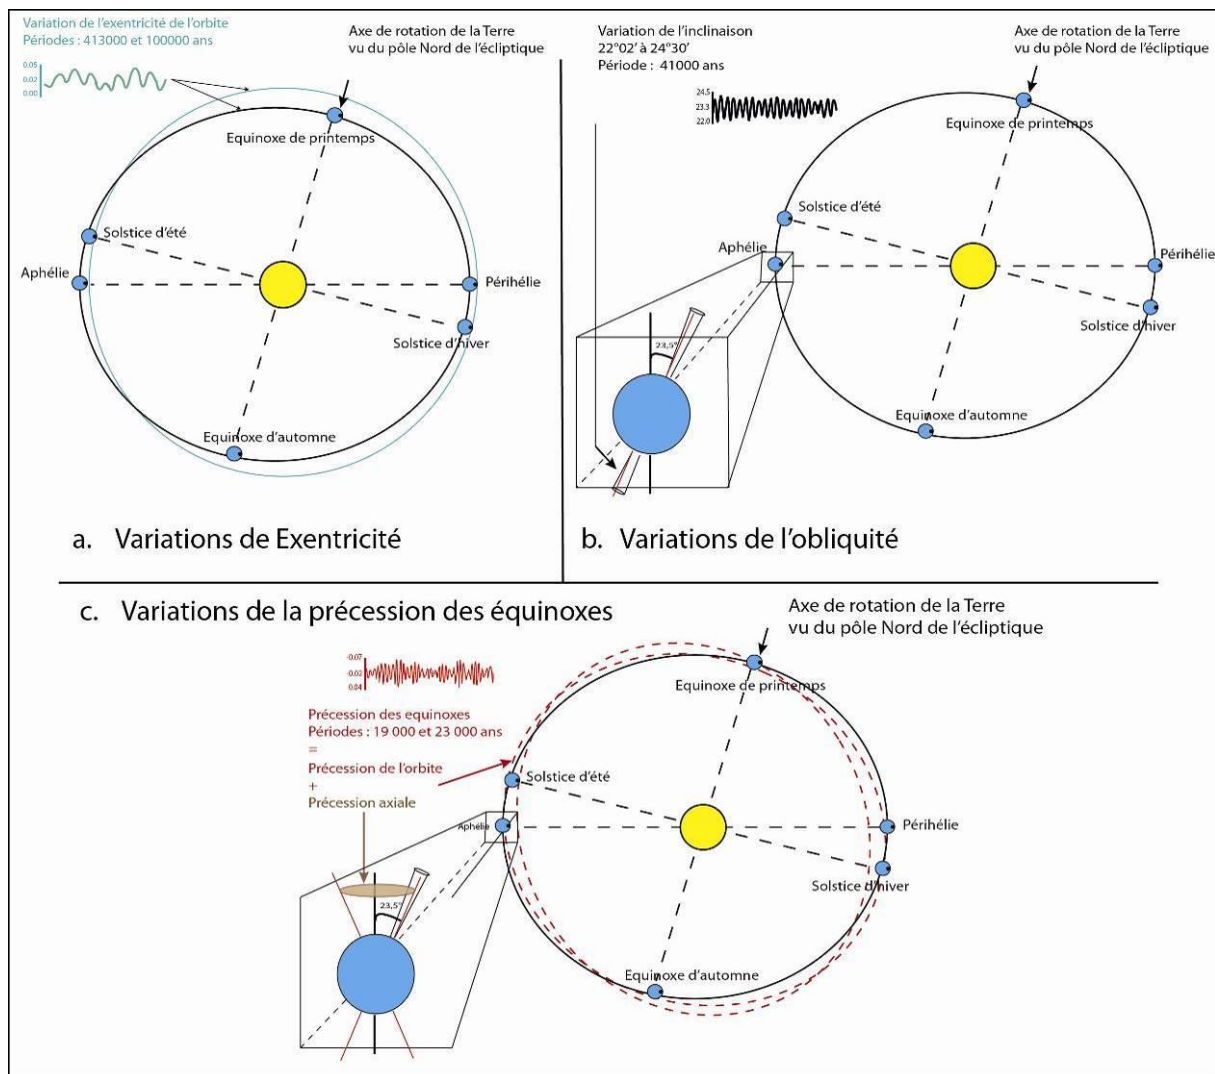 Variation de l'exentricité de l'orbite
Périodes : 413000 et 100000 ans
0.05
0.02
0.00
Axe de rotation de la Terre
vu du pôle Nord de l'écliptique
Equinoxe de printemps
Solstice d'été
Aphélie
Périhélie
Solstice d'hiver
Equinoxe d'automne
a. Variations de Exentricité
Variation de l'inclinaison
22°02' à 24°30'
Période : 41000 ans
24.5
23.3
22.0
Axe de rotation de la Terre
vu du pôle Nord de l'écliptique
Equinoxe de printemps
Solstice d'été
Aphélie
Périhélie
Solstice d'hiver
23,5°
Equinoxe d'automne
b. Variations de l'obliquité
c. Variations de la précession des équinoxes
Axe de rotation de la Terre
vu du pôle Nord de l'écliptique
-0.07
-0.02
0.04
Equinoxe de printemps
Précession des equinoxes
Périodes : 19 000 et 23 000 ans
=
Précession de l'orbite
+
Précession axiale
Solstice d'été
Aphélie
Périhélie
Solstice d'hiver
23,5°
Equinoxe d'automne